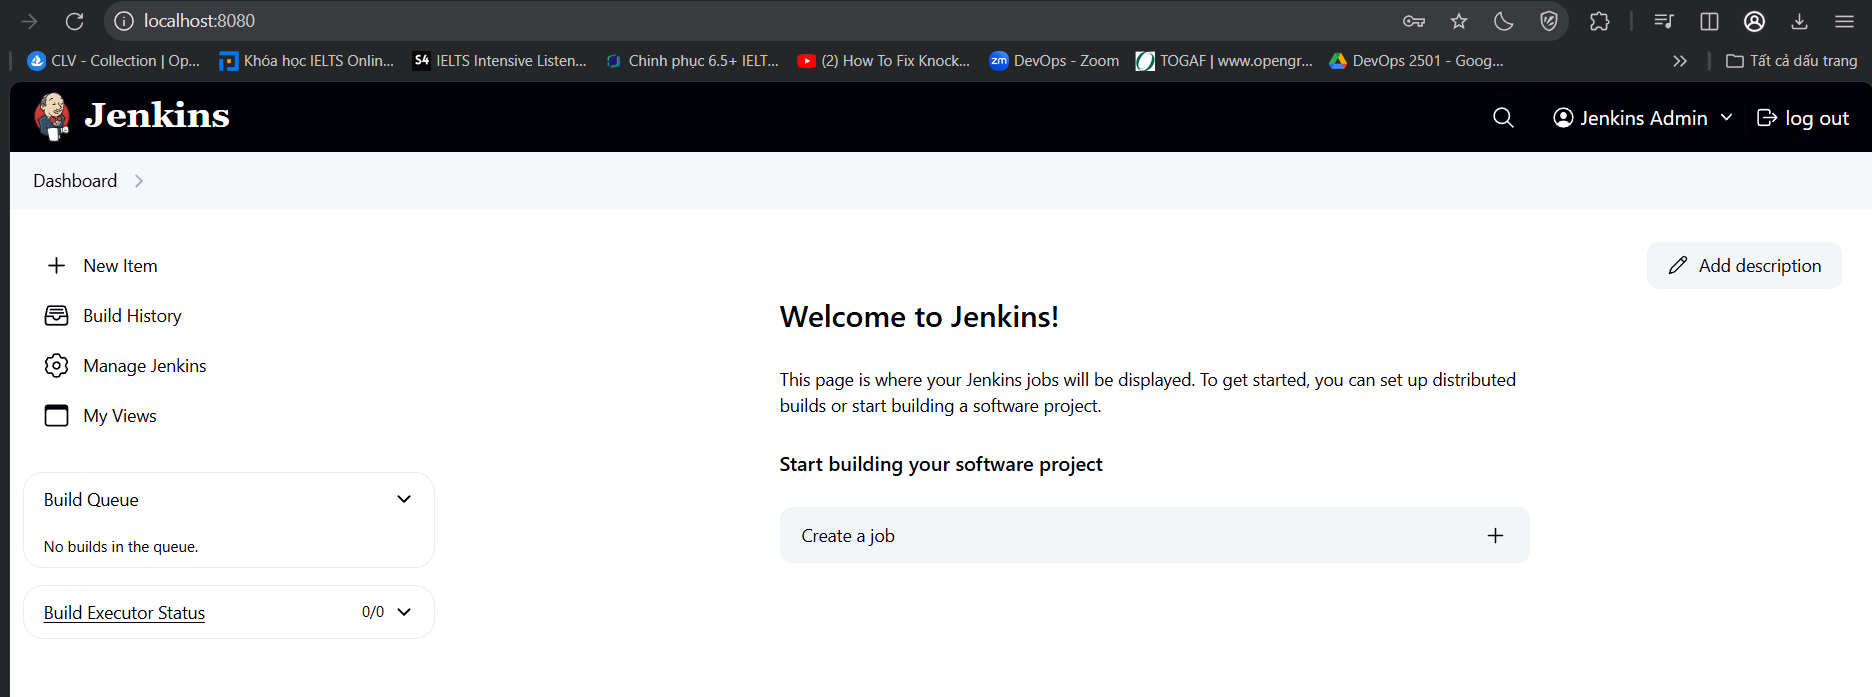 localhost:8080
CLV - Collection | Op...
Khóa học IELTS Onlin...
S4 IELTS Intensive Listen...
Chinh phục 6.5+ IELT...
(2) How To Fix Knock...
zm DevOps - Zoom
TOGAF | www.opengr...
DevOps 2501 - Goog...
Tất cả dấu trang
Jenkins
Jenkins Admin
log out
Dashboard
New Item
Build History
Manage Jenkins
My Views
Build Queue
No builds in the queue.
Build Executor Status 0/0
Add description
Welcome to Jenkins!
This page is where your Jenkins jobs will be displayed. To get started, you can set up distributed
builds or start building a software project.
Start building your software project
Create a job